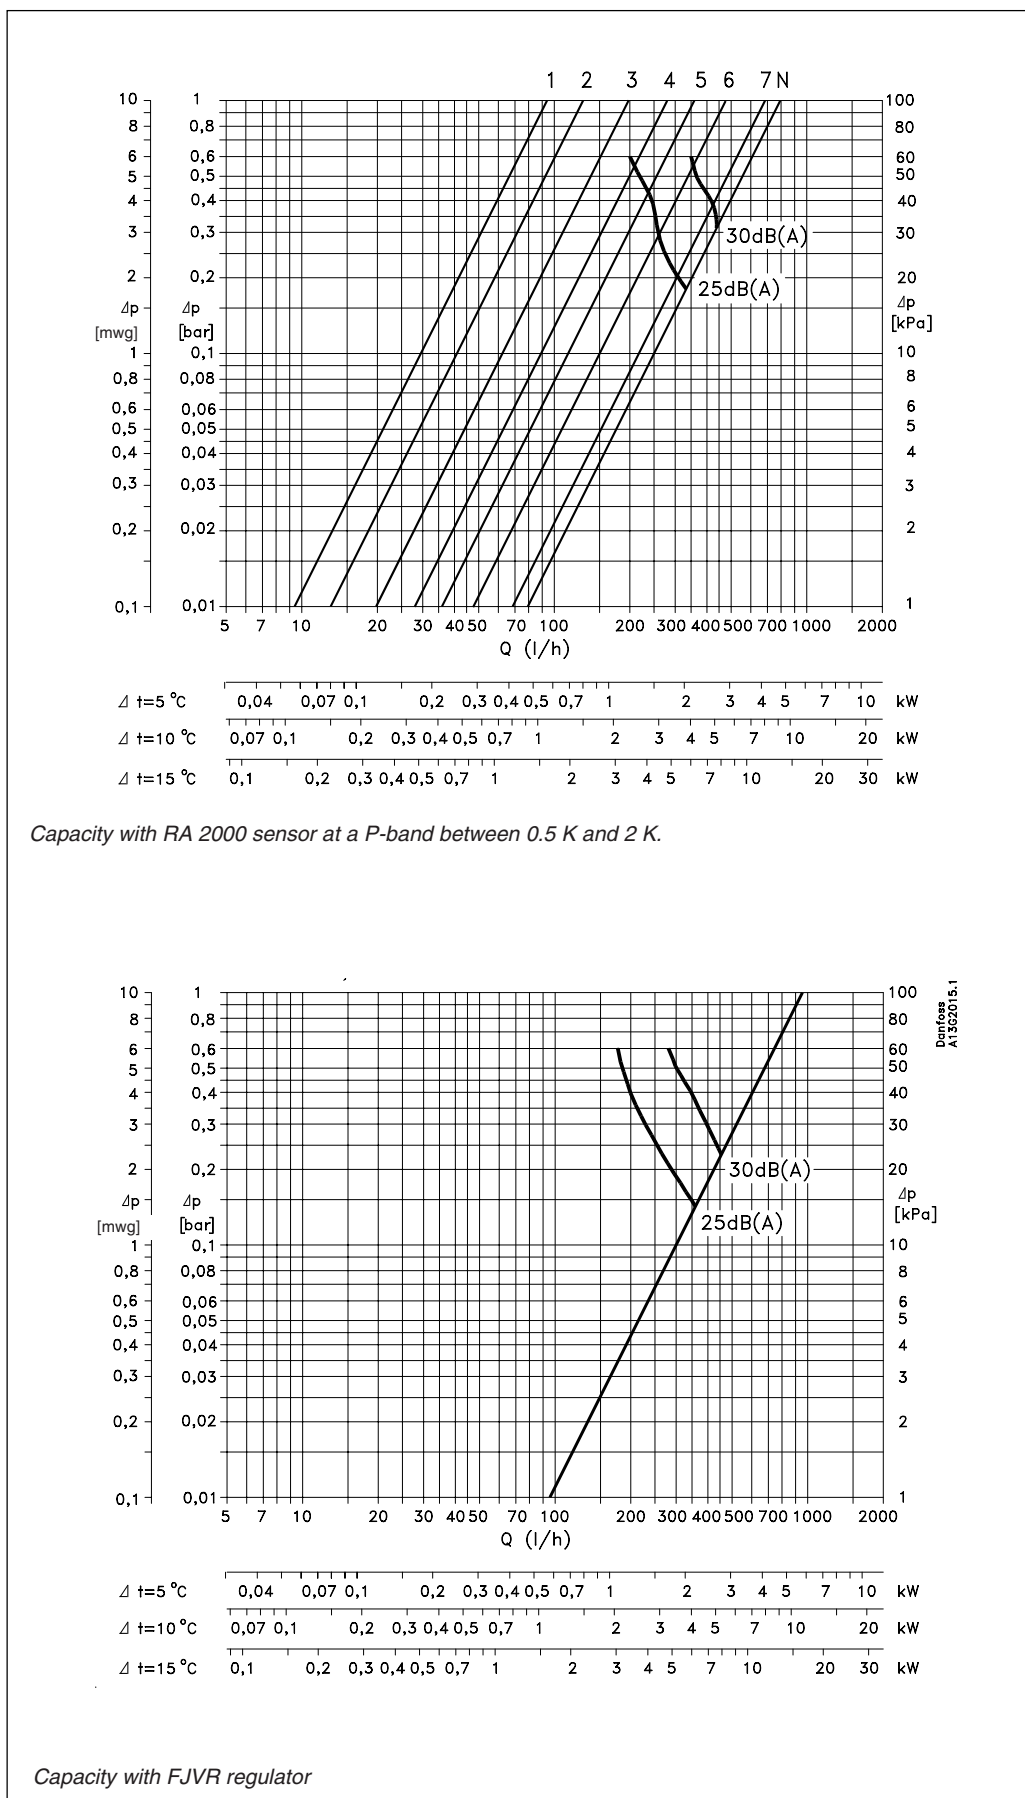 1 2 3 4 5 6 7 N
10 1 100
8 0,8 80
6 0,6 60
5 0,5 50
4 0,4 40
3 0,3 30
30dB(A)
2 0,2 20
25dB(A)
Δp Δp Δp
[mwg] [bar] [kPa]
1 0,1 10
0,8 0,08 8
0,6 0,06 6
0,5 0,05 5
0,4 0,04 4
0,3 0,03 3
0,2 0,02 2
0,1 0,01 1
5 7 10 20 30 40 50 70 100 200 300 400 500 700 1000 2000
Q (l/h)
Δ t=5 °C 0,04 0,07 0,1 0,2 0,3 0,4 0,5 0,7 1 2 3 4 5 7 10 kW
Δ t=10 °C 0,07 0,1 0,2 0,3 0,4 0,5 0,7 1 2 3 4 5 7 10 20 kW
Δ t=15 °C 0,1 0,2 0,3 0,4 0,5 0,7 1 2 3 4 5 7 10 20 30 kW
Capacity with RA 2000 sensor at a P-band between 0.5 K and 2 K.
10 1 100
8 0,8 80
6 0,6 60
5 0,5 50
4 0,4 40
3 0,3 30
2 0,2 20
30dB(A)
Δp Δp Δp
[mwg] [bar] [kPa]
25dB(A)
1 0,1 10
0,8 0,08 8
0,6 0,06 6
0,5 0,05 5
0,4 0,04 4
0,3 0,03 3
0,2 0,02 2
0,1 0,01 1
5 7 10 20 30 40 50 70 100 200 300 400 500 700 1000 2000
Q (l/h)
Danfoss
A13G2015.1
Δ t=5 °C 0,04 0,07 0,1 0,2 0,3 0,4 0,5 0,7 1 2 3 4 5 7 10 kW
Δ t=10 °C 0,07 0,1 0,2 0,3 0,4 0,5 0,7 1 2 3 4 5 7 10 20 kW
Δ t=15 °C 0,1 0,2 0,3 0,4 0,5 0,7 1 2 3 4 5 7 10 20 30 kW
Capacity with FJVR regulator